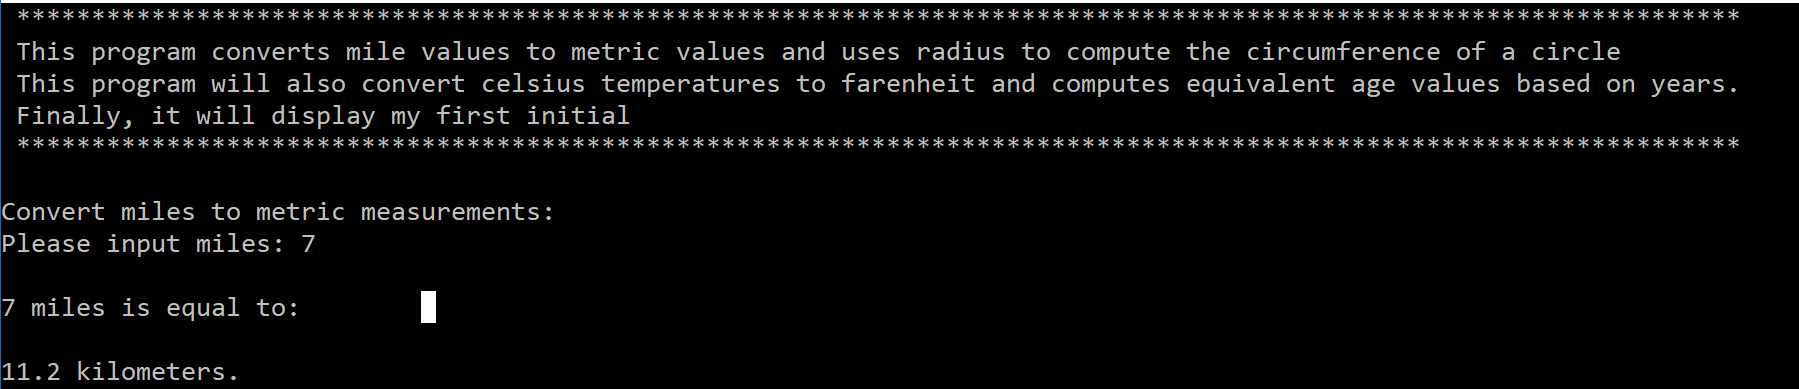 *******************************************************************************************************************
This program converts mile values to metric values and uses radius to compute the circumference of a circle
This program will also convert celsius temperatures to farenheit and computes equivalent age values based on years.
Finally, it will display my first initial
*******************************************************************************************************************
Convert miles to metric measurements:
Please input miles: 7
7 miles is equal to:
11.2 kilometers.